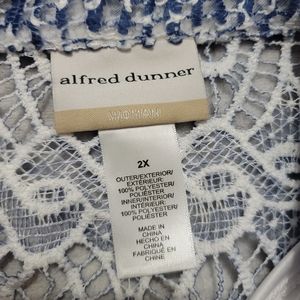 alfred dunner
WOMAN
2X
OUTER/EXTERIOR/
EXTÉRIEUR:
100% POLYESTER/
POLIÉSTER
INNER/INTERIOR/
INTÉRIEUR:
100% POLYESTER/
POLIÉSTER
MADE IN
CHINA
HECHO EN
CHINA
FABRIQUÉ EN
CHINE